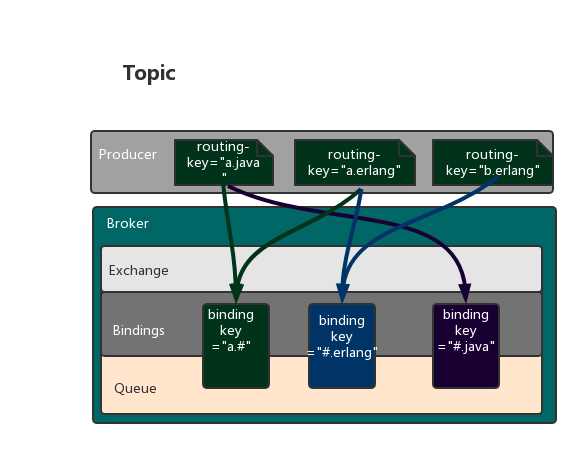 Topic
Producer
routing-
key="a.java
"
routing-
key="a.erlang"
routing-
key="b.erlang"
Broker
Exchange
Bindings
binding
key
="a.#"
binding
key
="#.erlang"
binding
key
="#.java"
Queue